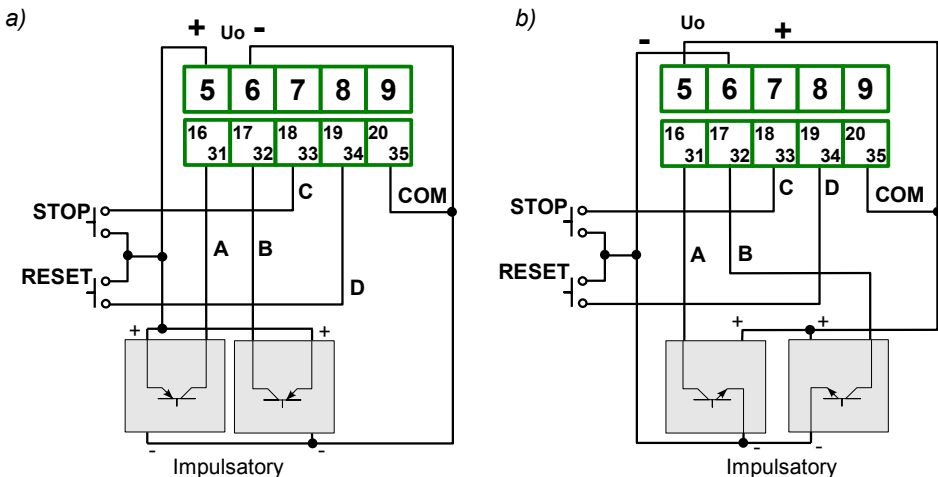 a)
+ Uo -
5 6 7 8 9
16 31 17 32 18 33 19 34 20 35
C
COM
STOP
A B
RESET
D
+ +
- -
Impulsatory
b)
Uo +
-
5 6 7 8 9
16 31 17 32 18 33 19 34 20 35
C D
COM
STOP
A B
RESET
+ +
- -
Impulsatory